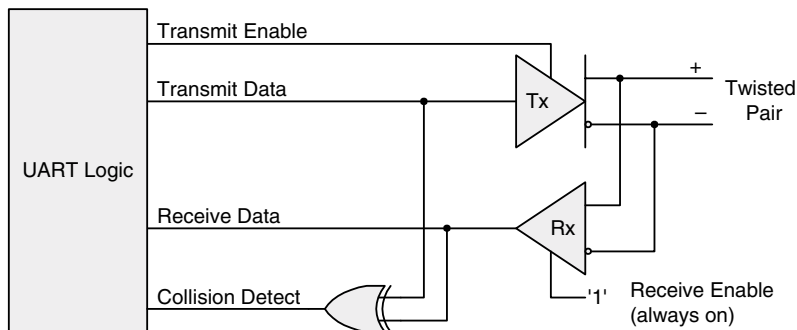 Transmit Enable
Transmit Data
Tx
+
–
Twisted
Pair
UART Logic
Receive Data
Rx
Collision Detect
'1'
Receive Enable
(always on)